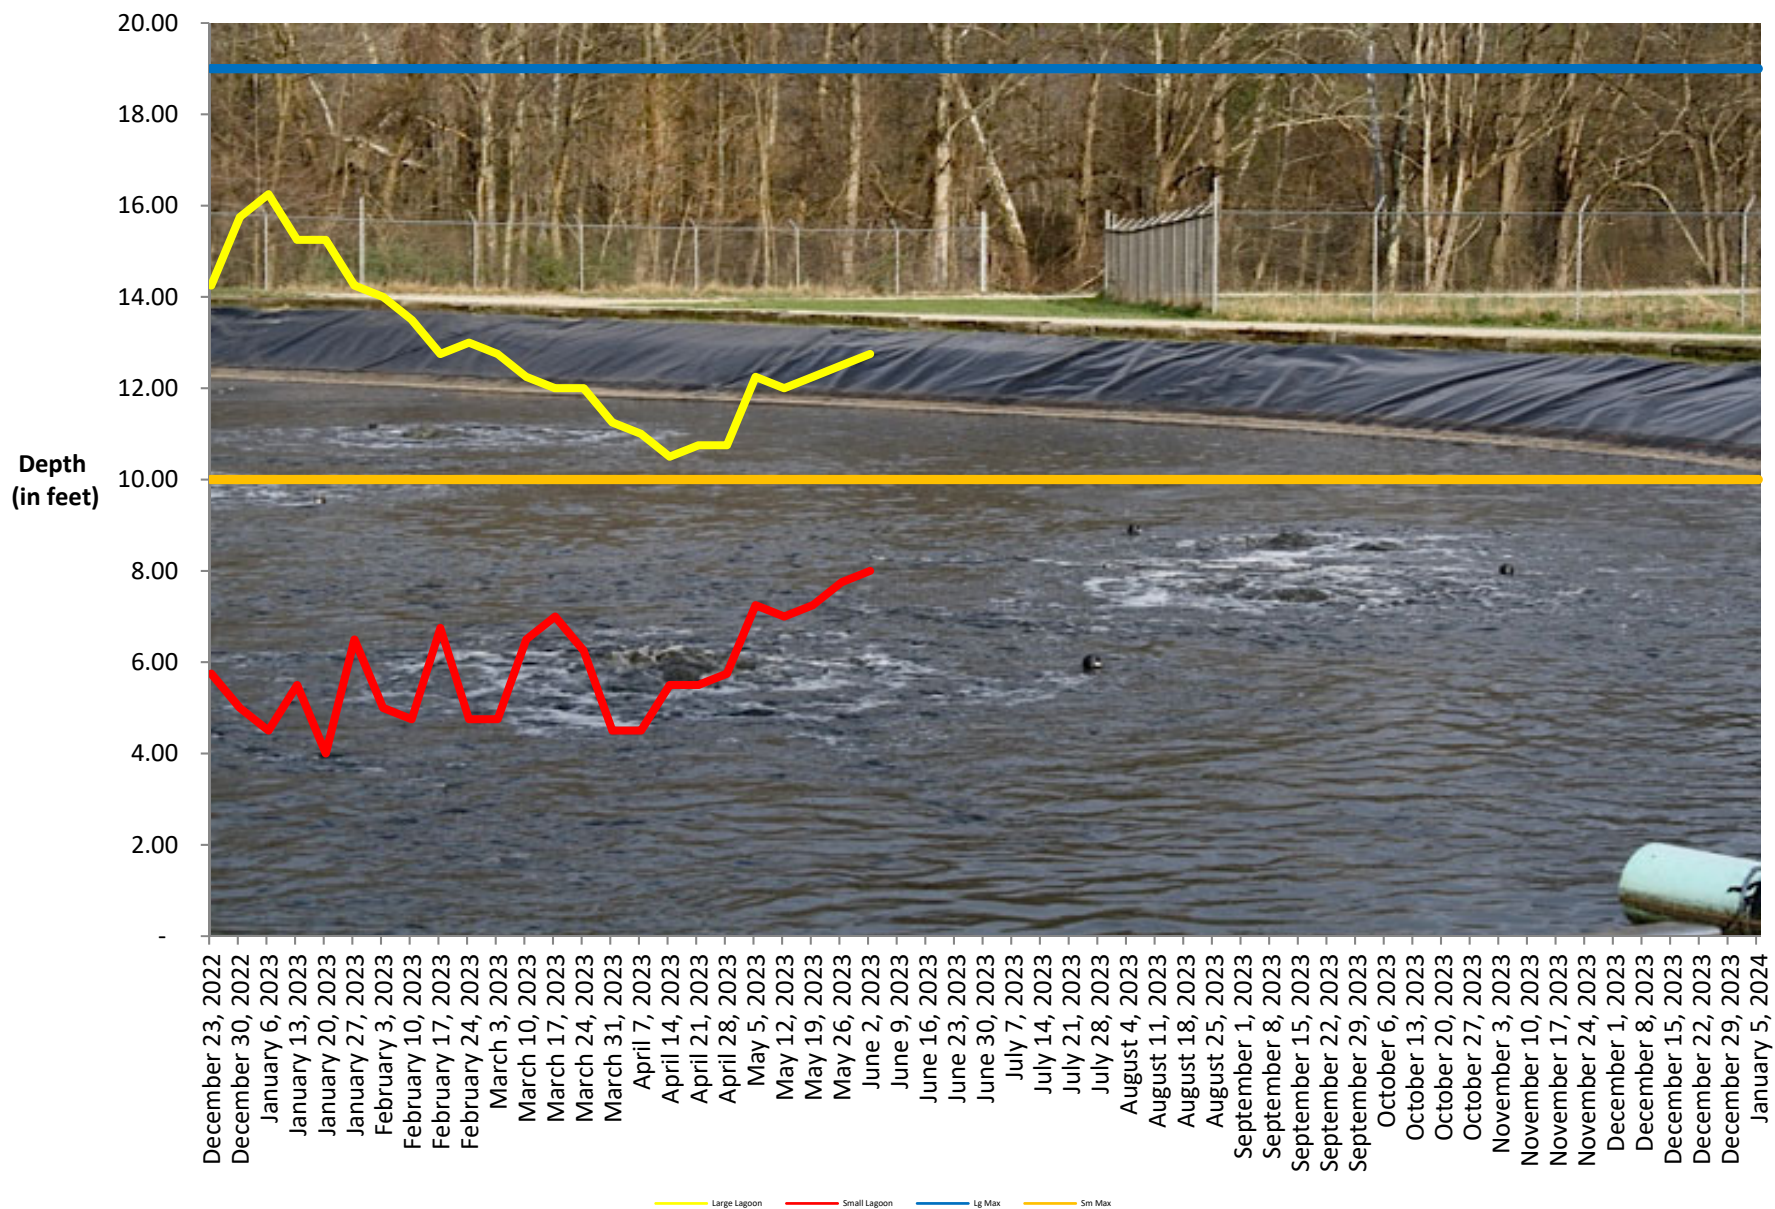 20.00
18.00
16.00
14.00
12.00
10.00
8.00
6.00
4.00
2.00
-
Depth
(in feet)
December 23, 2022
December 30, 2022
January 6, 2023
January 13, 2023
January 20, 2023
January 27, 2023
February 3, 2023
February 10, 2023
February 17, 2023
February 24, 2023
March 3, 2023
March 10, 2023
March 17, 2023
March 24, 2023
March 31, 2023
April 7, 2023
April 14, 2023
April 21, 2023
April 28, 2023
May 5, 2023
May 12, 2023
May 19, 2023
May 26, 2023
June 2, 2023
June 9, 2023
June 16, 2023
June 23, 2023
June 30, 2023
July 7, 2023
July 14, 2023
July 21, 2023
July 28, 2023
August 4, 2023
August 11, 2023
August 18, 2023
August 25, 2023
September 1, 2023
September 8, 2023
September 15, 2023
September 22, 2023
September 29, 2023
October 6, 2023
October 13, 2023
October 20, 2023
October 27, 2023
November 3, 2023
November 10, 2023
November 17, 2023
November 24, 2023
December 1, 2023
December 8, 2023
December 15, 2023
December 22, 2023
December 29, 2023
January 5, 2024
Large Lagoon Small Lagoon Lg Max Sm Max